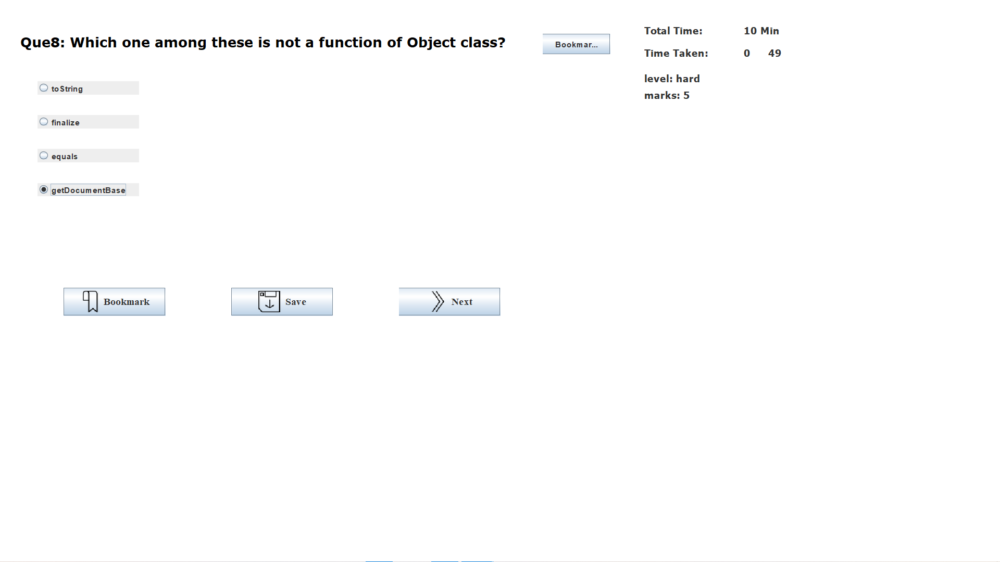 Que8: Which one among these is not a function of Object class?
Bookmar...
Total Time: 10 Min
Time Taken: 0 49
level: hard
marks: 5
toString
finalize
equals
getDocumentBase
Bookmark
Save
Next